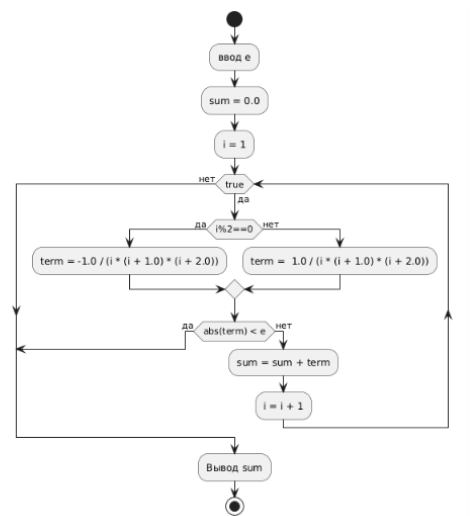 ввод e
sum = 0.0
i = 1
нет
true
да
да
i%2==0
нет
term = -1.0 / (i * (i + 1.0) * (i + 2.0))
term =  1.0 / (i * (i + 1.0) * (i + 2.0))
да
abs(term) < e
нет
sum = sum + term
i = i + 1
Вывод sum